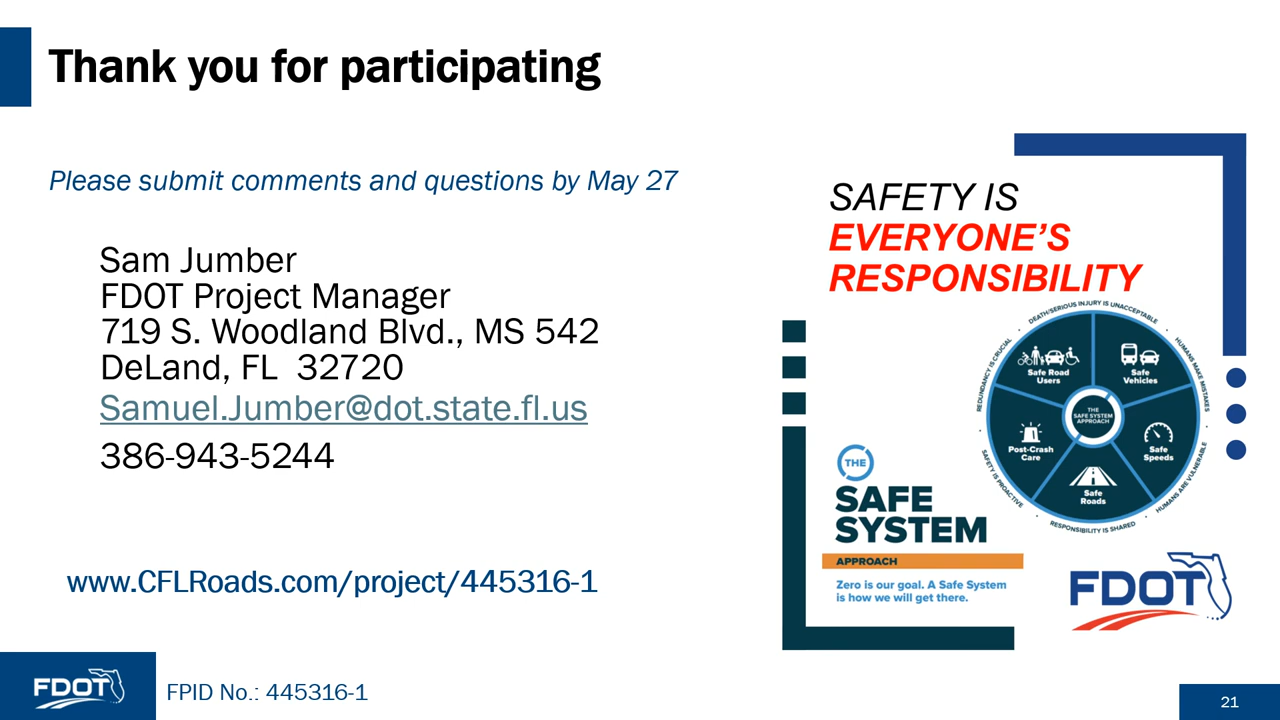 Thank you for participating
Please submit comments and questions by May 27
Sam Jumber
FDOT Project Manager
719 S. Woodland Blvd., MS 542
DeLand, FL  32720
Samuel.Jumber@dot.state.fl.us
386-943-5244
www.CFLRoads.com/project/445316-1
SAFETY IS
EVERYONE’S
RESPONSIBILITY
DEATH/SERIOUS INJURY IS UNACCEPTABLE
HUMANS MAKE MISTAKES
HUMANS ARE VULNERABLE
RESPONSIBILITY IS SHARED
SAFETY IS PROACTIVE
REDUNDANCY IS CRUCIAL
Safe Road
Users
Safe
Vehicles
THE
SAFE SYSTEM
APPROACH
Post-Crash
Care
Safe
Speeds
Safe
Roads
THE
SAFE
SYSTEM
APPROACH
Zero is our goal. A Safe System
is how we will get there.
FDOT
FDOT
FPID No.: 445316-1
21